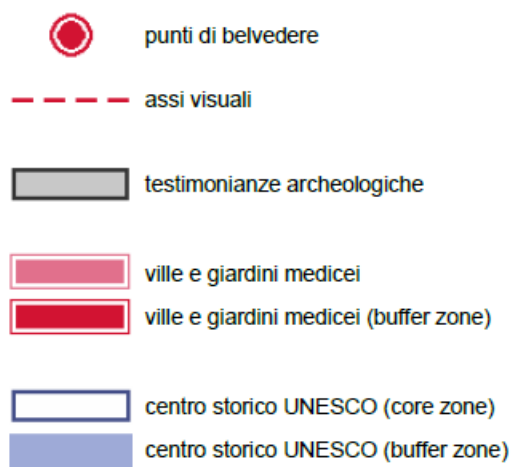 punti di belvedere
assi visuali
testimonianze archeologiche
ville e giardini medicei
ville e giardini medicei (buffer zone)
centro storico UNESCO (core zone)
centro storico UNESCO (buffer zone)